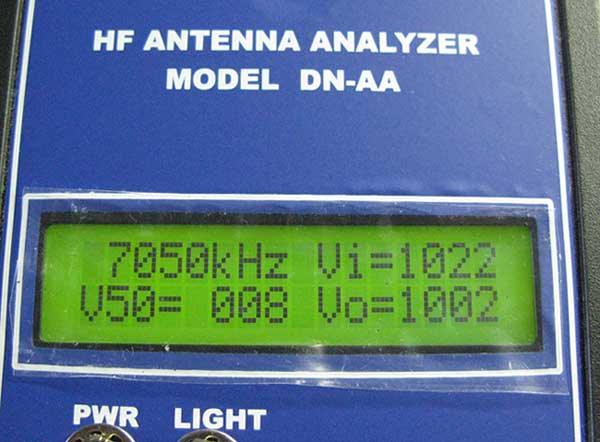 HF ANTENNA ANALYZER
MODEL DN-AA
7050kHz Vi=1022
V50= 008 Vo=1002
PWR LIGHT